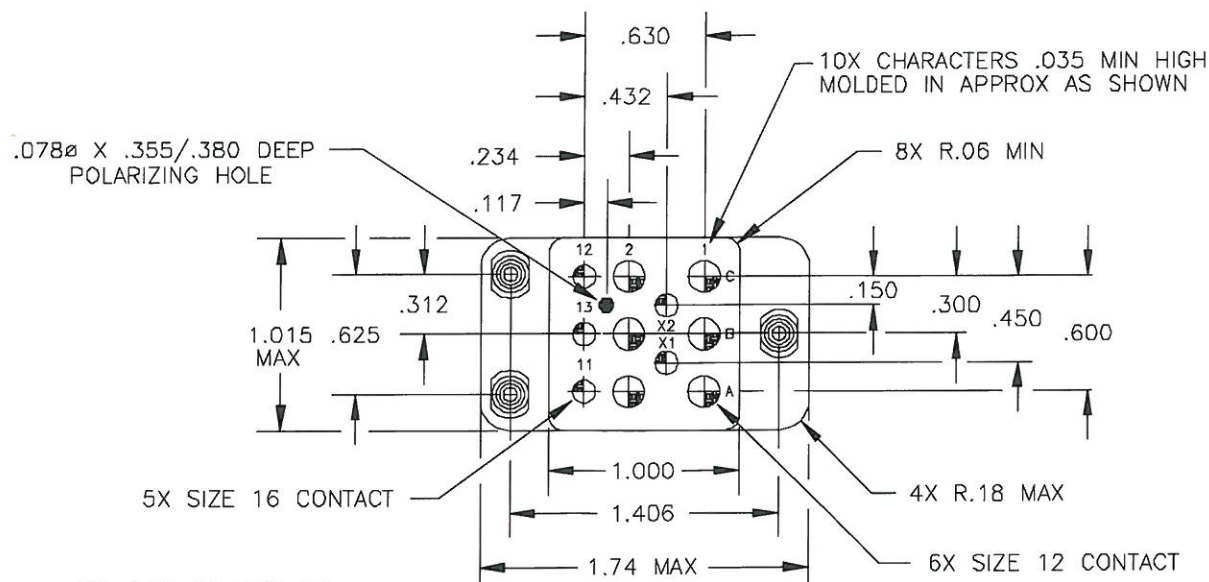 .630
10X CHARACTERS .035 MIN HIGH
MOLDED IN APPROX AS SHOWN
.432
.078ø X .355/.380 DEEP
POLARIZING HOLE
.234
8X R.06 MIN
.117
12 2 1
C
13
.312
1.015
MAX
.625
X2
X1
B
.150
.300
.450
.600
11
A
1.000
5X SIZE 16 CONTACT
4X R.18 MAX
1.406
1.74 MAX
6X SIZE 12 CONTACT